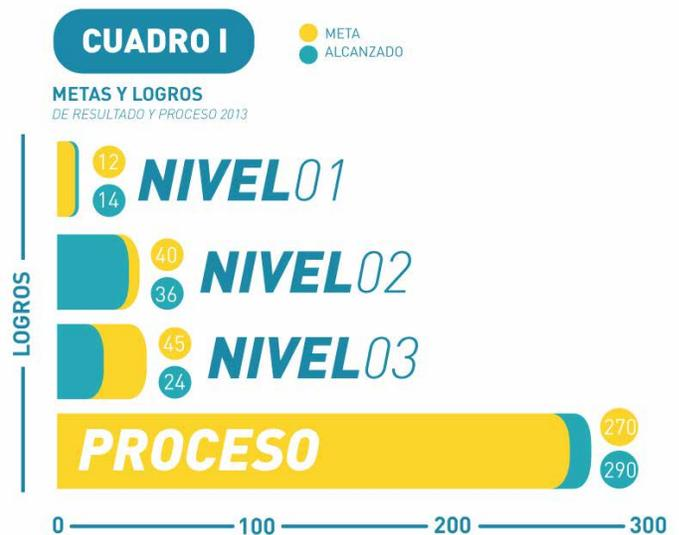 CUADRO I
META
ALCANZADO
METAS Y LOGROS
DE RESULTADO Y PROCESO 2013
LOGROS
12
14
NIVEL01
40
36
NIVEL02
45
24
NIVEL03
PROCESO
270
290
0 100 200 300